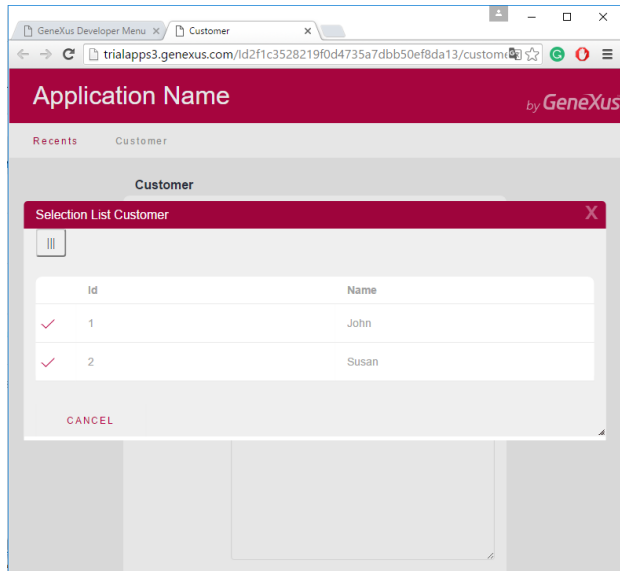 GeneXus Developer Menu
Customer
trialapps3.genexus.com/Id2f1c3528219f0d4735a7dbb50ef8da13/custome
Application Name
by GeneXus
Recents
Customer
Customer
Selection List Customer
X
Id
Name
1
John
2
Susan
CANCEL